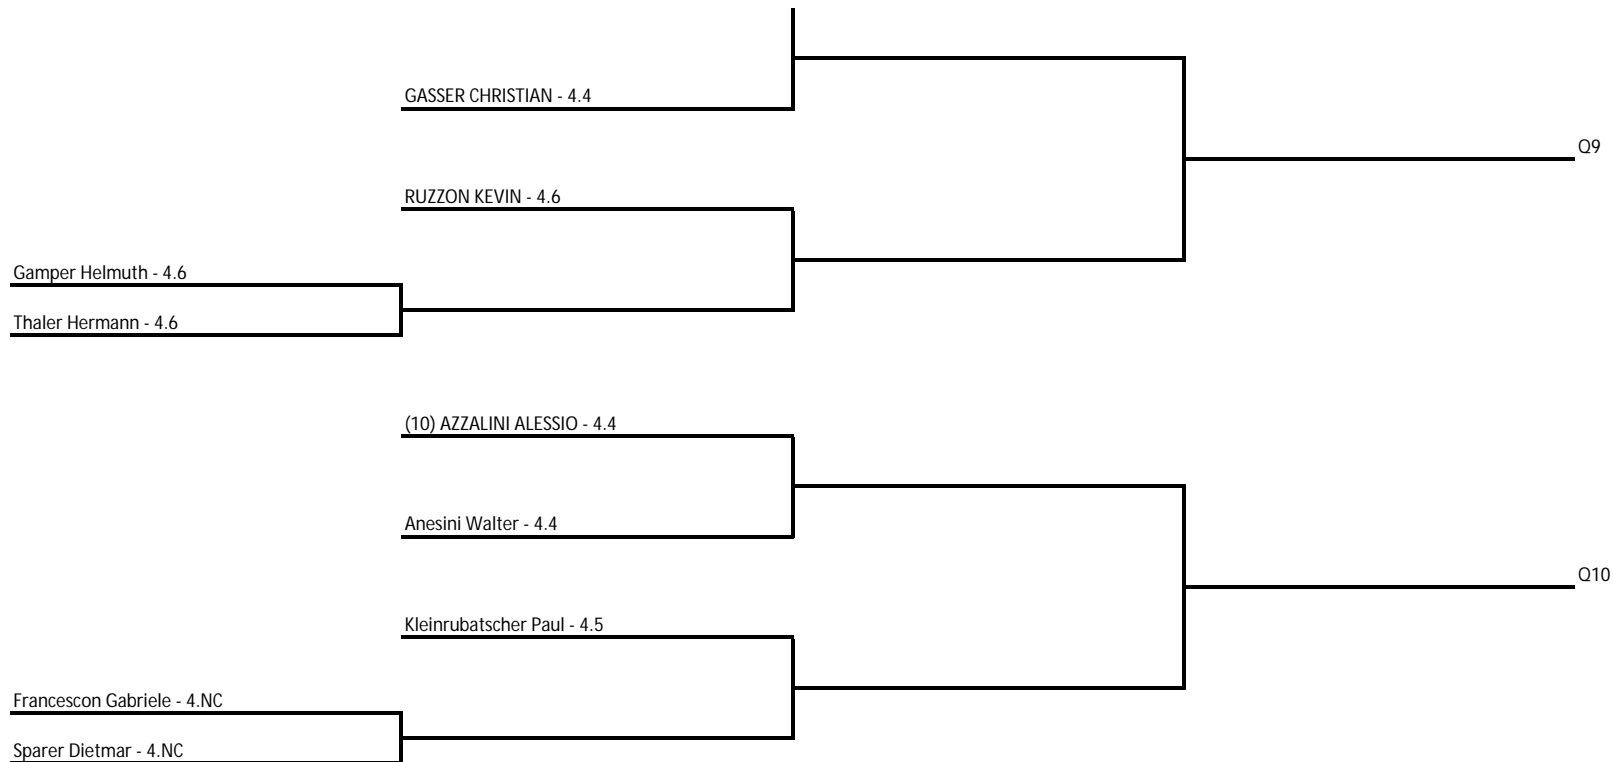 GASSER CHRISTIAN - 4.4
Q9
RUZZON KEVIN - 4.6
Gamper Helmuth - 4.6
Thaler Hermann - 4.6
(10) AZZALINI ALESSIO - 4.4
Anesini Walter - 4.4
Q10
Kleinrubatscher Paul - 4.5
Francescon Gabriele - 4.NC
Sparer Dietmar - 4.NC